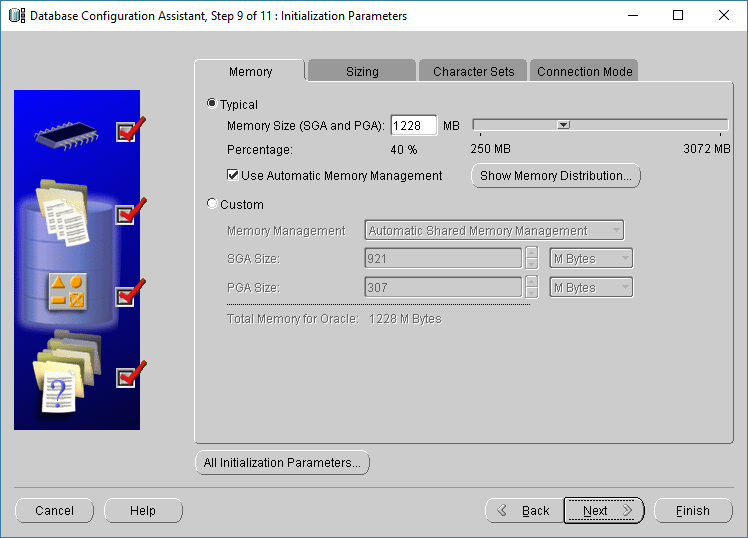 Database Configuration Assistant, Step 9 of 11 : Initialization Parameters
Memory Sizing Character Sets Connection Mode
Typical
Memory Size (SGA and PGA): 1228 MB
Percentage: 40 % 250 MB 3072 MB
Use Automatic Memory Management Show Memory Distribution...
Custom
Memory Management Automatic Shared Memory Management
SGA Size: 921 M Bytes
PGA Size: 307 M Bytes
Total Memory for Oracle: 1228 M Bytes
?
All Initialization Parameters...
Cancel Help Back Next Finish